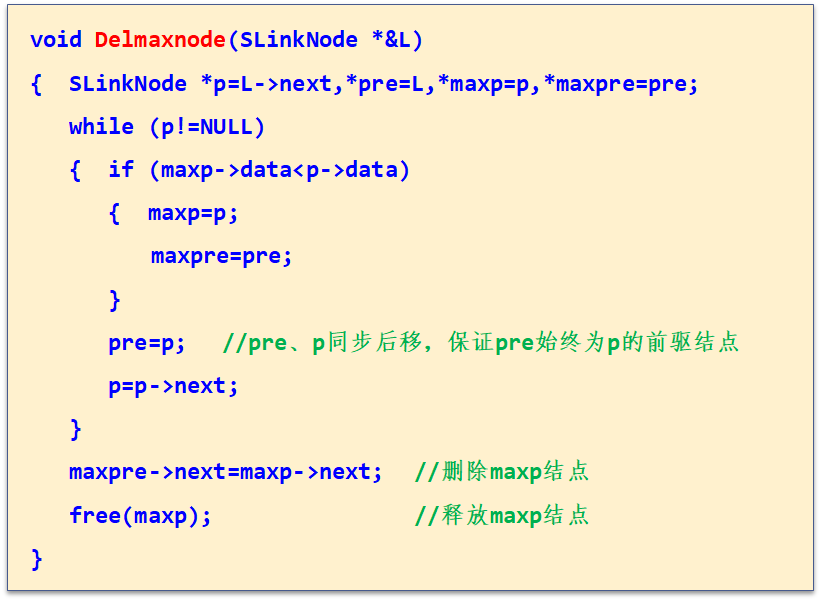 void Delmaxnode(SLinkNode *&L)
{  SLinkNode *p=L->next,*pre=L,*maxp=p,*maxpre=pre;
   while (p!=NULL)
   {  if (maxp->data<p->data)
      {  maxp=p;
         maxpre=pre;
      }
      pre=p;   //pre、p同步后移，保证pre始终为p的前驱结点
      p=p->next;
   }
   maxpre->next=maxp->next;  //删除maxp结点
   free(maxp);               //释放maxp结点
}